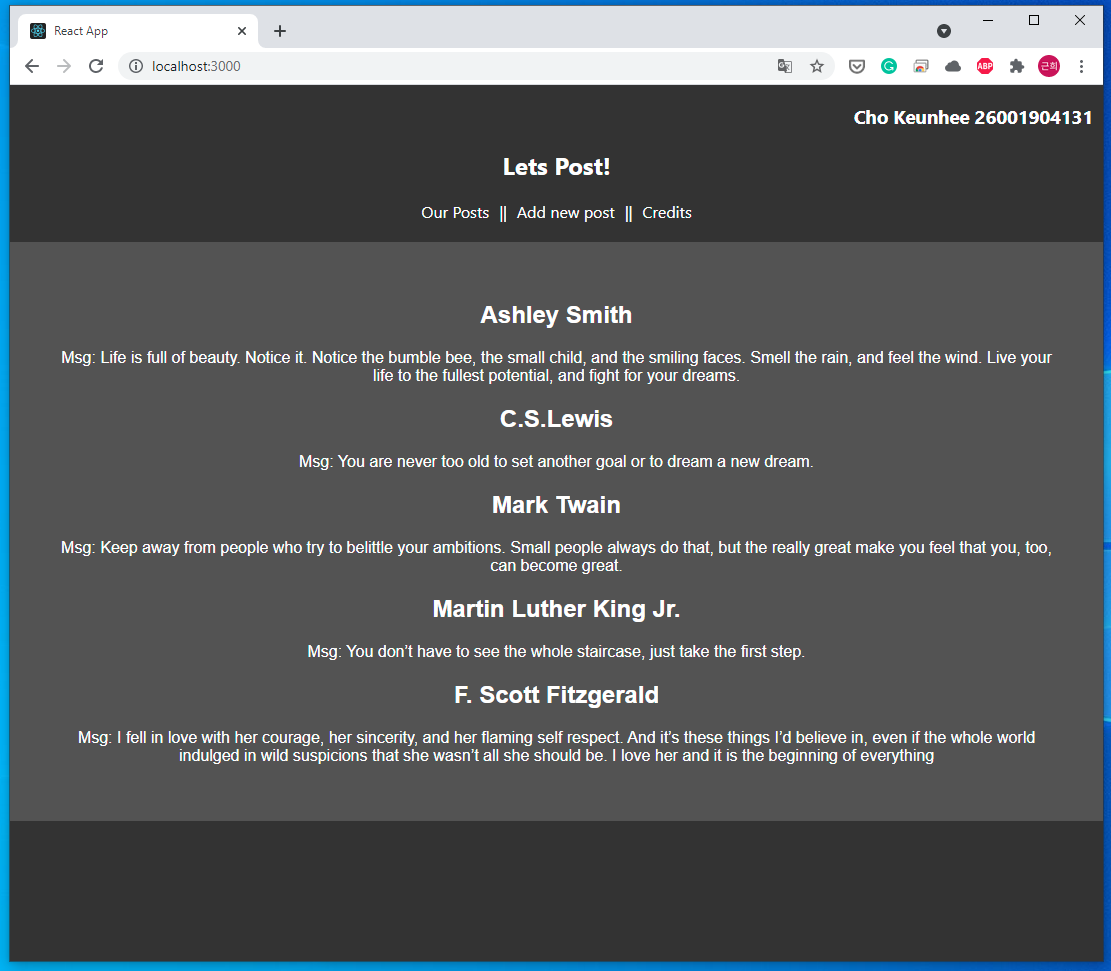 React App
localhost:3000
ABP
근희
Cho Keunhee 26001904131
Lets Post!
Our Posts || Add new post || Credits
Ashley Smith
Msg: Life is full of beauty. Notice it. Notice the bumble bee, the small child, and the smiling faces. Smell the rain, and feel the wind. Live your
life to the fullest potential, and fight for your dreams.
C.S.Lewis
Msg: You are never too old to set another goal or to dream a new dream.
Mark Twain
Msg: Keep away from people who try to belittle your ambitions. Small people always do that, but the really great make you feel that you, too,
can become great.
Martin Luther King Jr.
Msg: You don’t have to see the whole staircase, just take the first step.
F. Scott Fitzgerald
Msg: I fell in love with her courage, her sincerity, and her flaming self respect. And it’s these things I’d believe in, even if the whole world
indulged in wild suspicions that she wasn’t all she should be. I love her and it is the beginning of everything